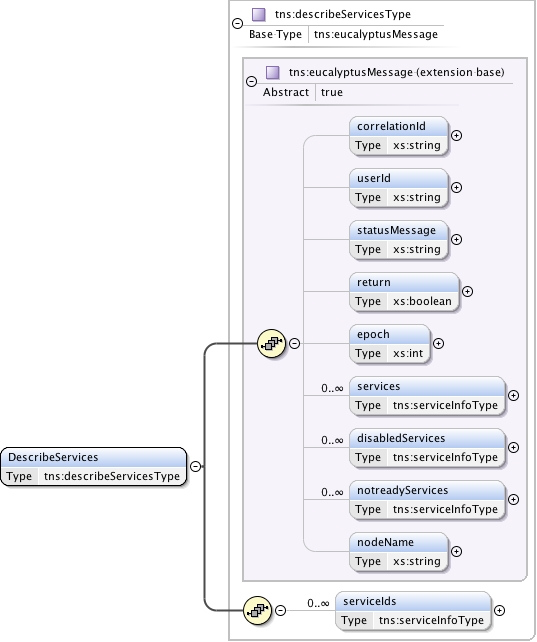 tns:describeServicesType
Base Type tns:eucalyptusMessage
tns:eucalyptusMessage (extension base)
Abstract true
correlationId
Type xs:string
userId
Type xs:string
statusMessage
Type xs:string
return
Type xs:boolean
epoch
Type xs:int
0..∞ services
Type tns:serviceInfoType
0..∞ disabledServices
Type tns:serviceInfoType
DescribeServices
Type tns:describeServicesType
0..∞ notreadyServices
Type tns:serviceInfoType
nodeName
Type xs:string
0..∞ serviceIds
Type tns:serviceInfoType